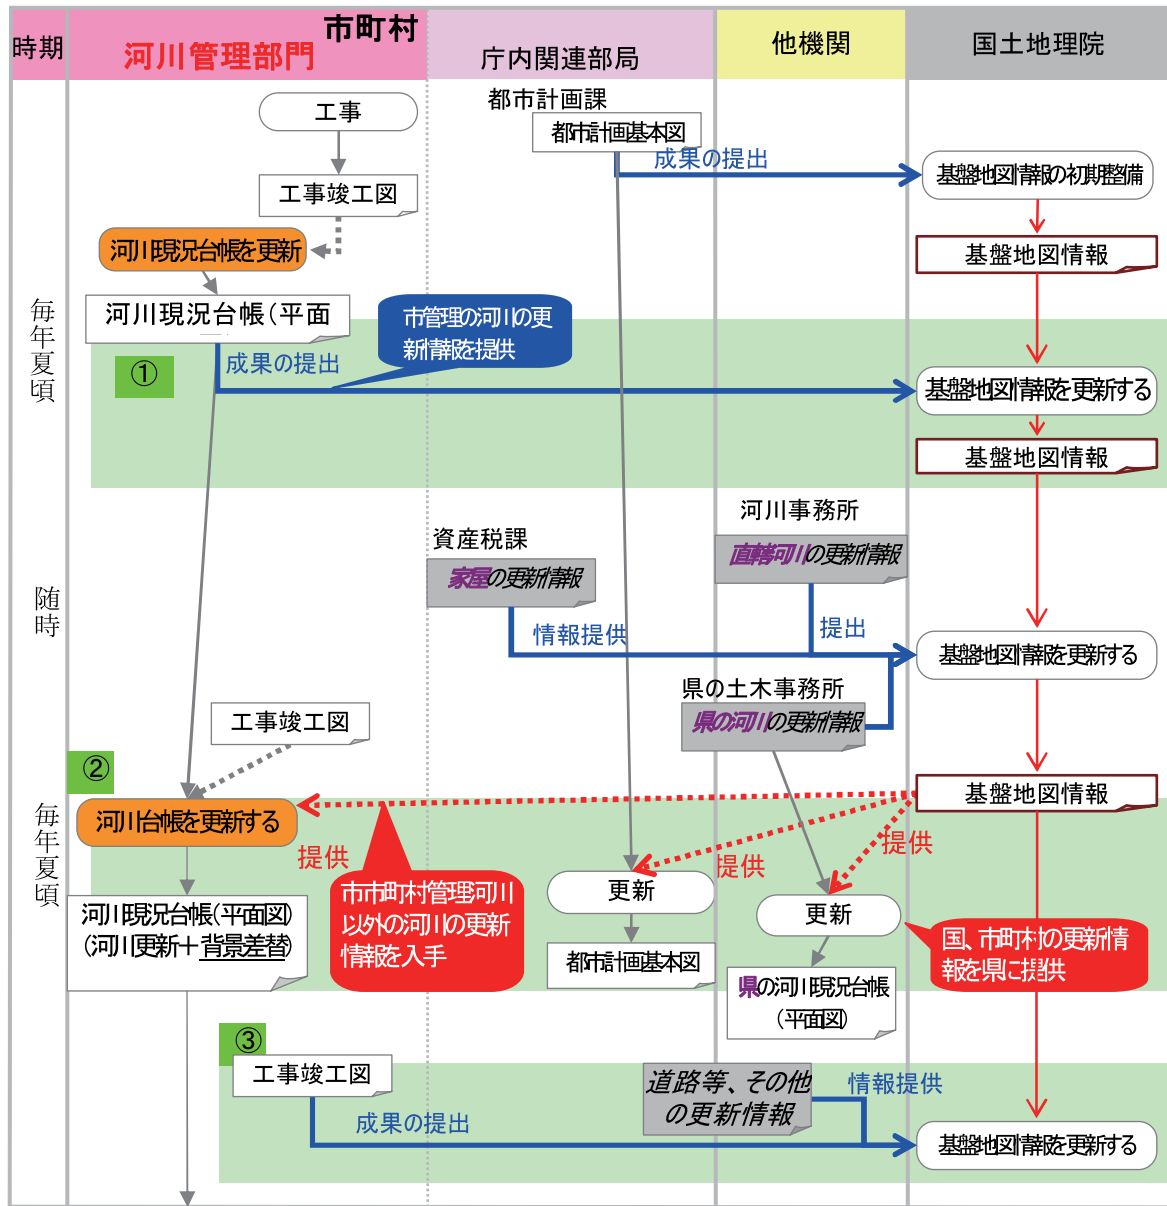 時期
市町村
河川管理部門
庁内関連部局
他機関
国土地理院
都市計画課
工事
都市計画基本図
成果の提出
基盤地図情報の初期整備
工事竣工図
河川現況台帳を更新
基盤地図情報
毎年夏頃
河川現況台帳(平面
市管理の河川の更
新情報を提供
①
成果の提出
基盤地図情報を更新する
基盤地図情報
河川事務所
資産税課
直轄河川の更新情報
家屋の更新情報
随時
情報提供
提出
基盤地図情報を更新する
県の土木事務所
県の河川の更新情報
工事竣工図
②
基盤地図情報
毎年夏頃
河川台帳を更新する
提供
提供
提供
市市町村管理河川
以外の河川の更新
情報を入手
更新
更新
河川現況台帳(平面図)
(河川更新+背景差替)
国、市町村の更新情
報を県に提供
都市計画基本図
県の河川現況台帳
(平面図)
③
工事竣工図
道路等、その他
の更新情報
情報提供
成果の提出
基盤地図情報を更新する